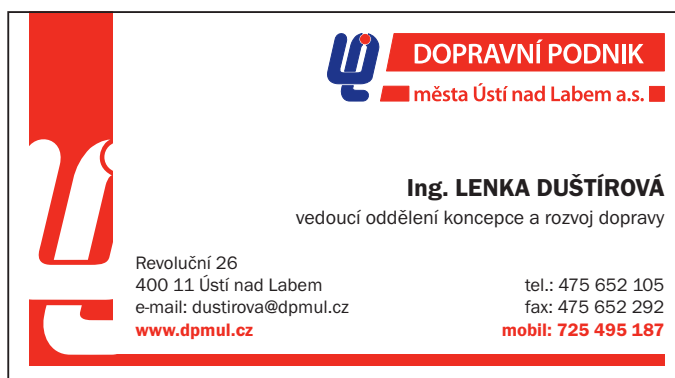 DOPRAVNÍ PODNIK
města Ústí nad Labem a.s.
Ing. LENKA DUŠTÍROVÁ
vedoucí oddělení koncepce a rozvoj dopravy
Revoluční 26
400 11 Ústí nad Labem
e-mail: dustirova@dpmul.cz
www.dpmul.cz
tel.: 475 652 105
fax: 475 652 292
mobil: 725 495 187